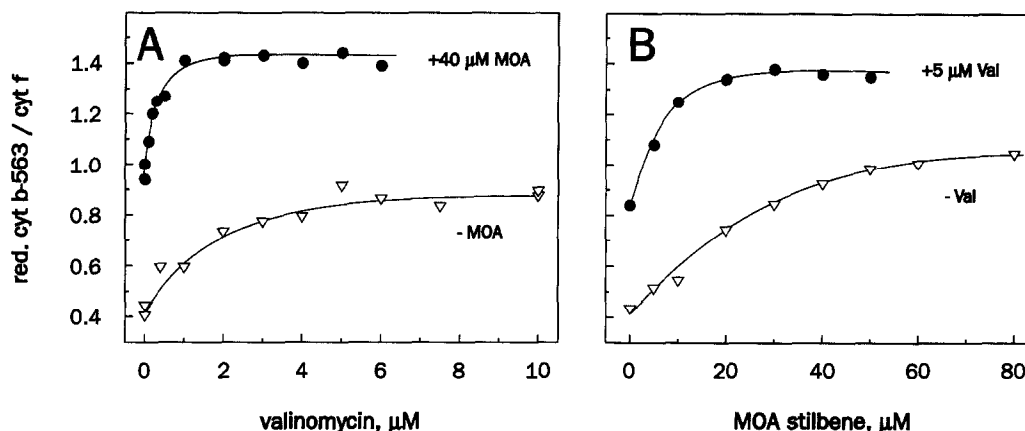 A
B
+40 μM MOA
- MOA
+5 μM Val
- Val
red. cyt b-563 / cyt f
1.4
1.2
1.0
0.8
0.6
0.4
0 2 4 6 8 10
0 20 40 60 80
valinomycin, μM
MOA stilbene, μM